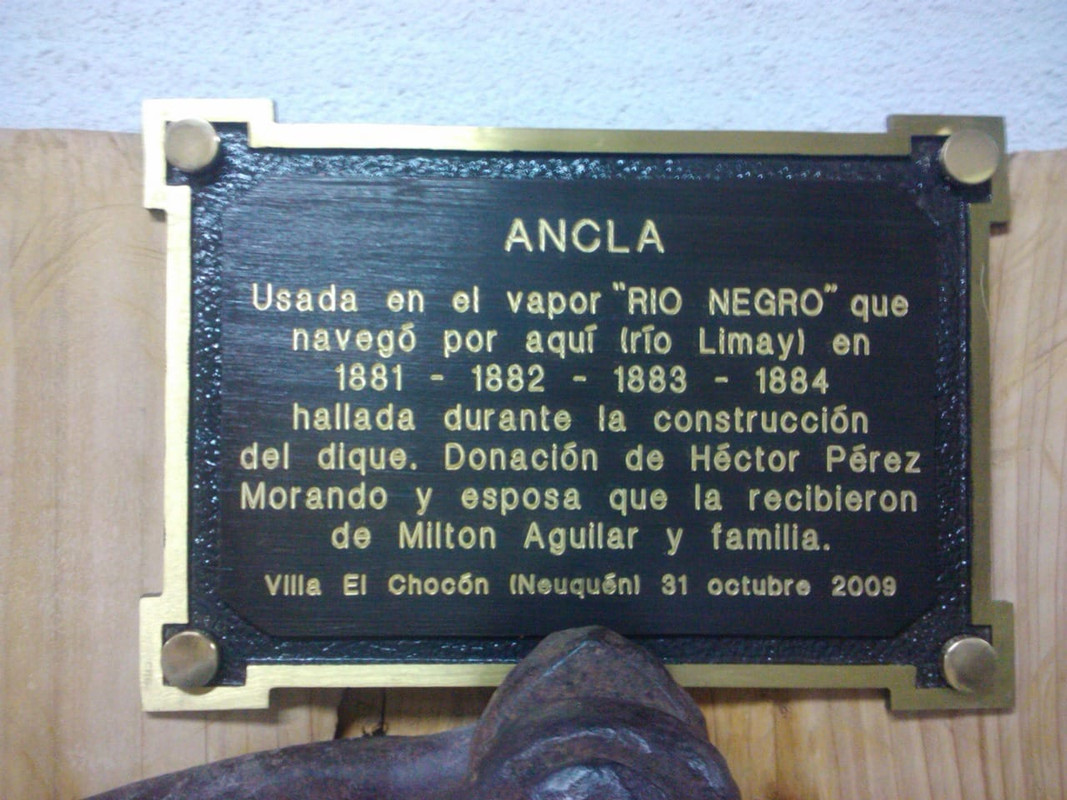 ANCLA
Usada en el vapor "RIO NEGRO" que
navegó por aquí (río Limay) en
1881 - 1882 - 1883 - 1884
hallada durante la construcción
del dique. Donación de Héctor Pérez
Morando y esposa que la recibieron
de Milton Aguilar y familia.
Villa El Chocón (Neuquén) 31 octubre 2009